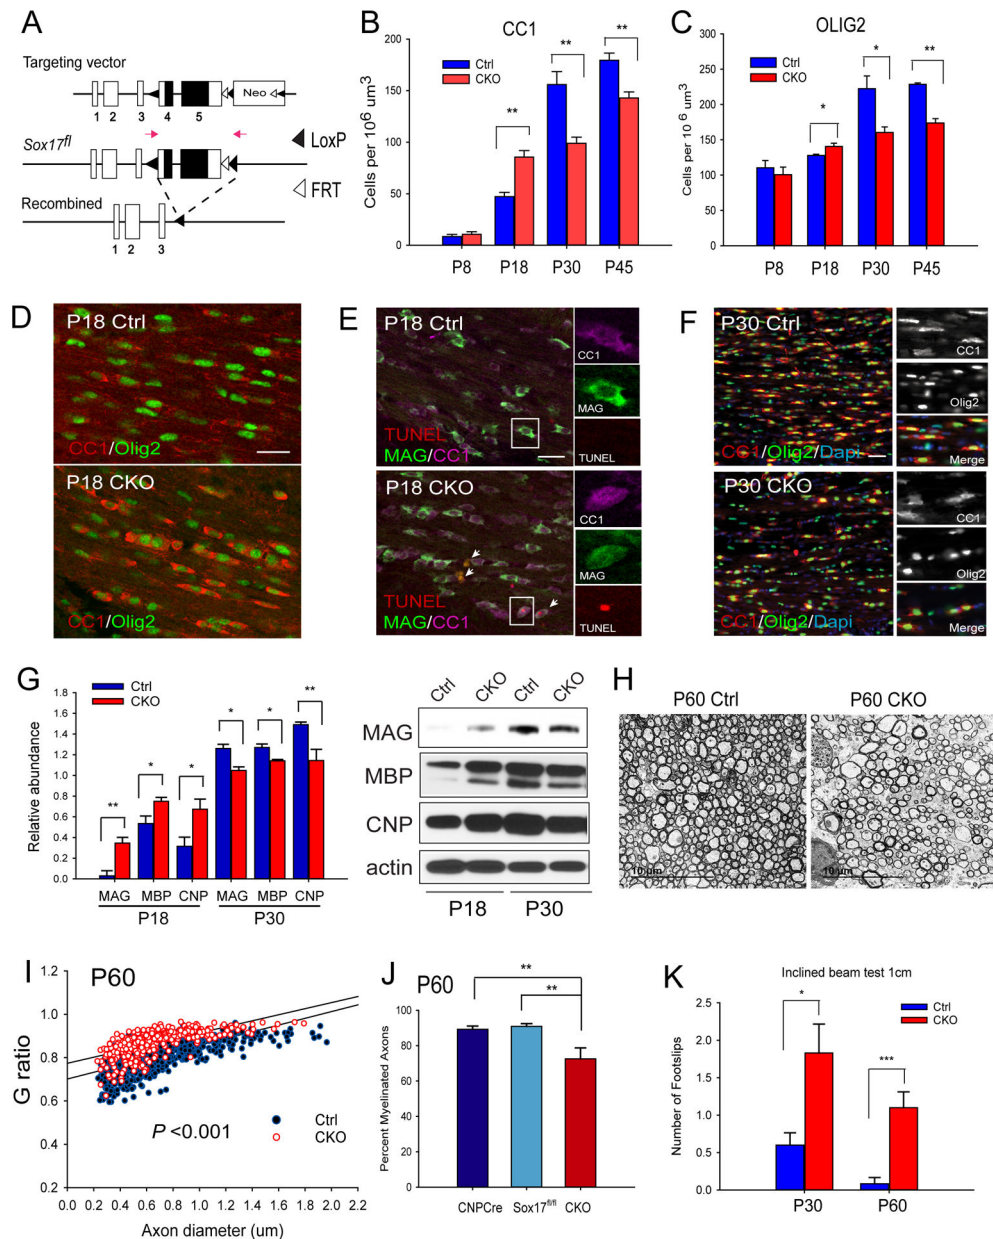 A
Targeting vector
Neo
1 2 3 4 5
Sox17fl
LoxP
FRT
Recombined
1 2 3
B
CC1
Ctrl
CKO
Cells per 10^6 um^3
200
150
100
50
0
**
**
**
P8 P18 P30 P45
C
OLIG2
Ctrl
CKO
Cells per 10^6 um^3
300
250
200
150
100
50
0
*
*
**
P8 P18 P30 P45
D
P18 Ctrl
CC1/Olig2
P18 CKO
CC1/Olig2
E
P18 Ctrl
TUNEL
MAG/CC1
CC1
MAG
TUNEL
P18 CKO
TUNEL
MAG/CC1
CC1
MAG
TUNEL
F
P30 Ctrl
CC1/Olig2/Dapi
CC1
Olig2
Merge
P30 CKO
CC1/Olig2/Dapi
CC1
Olig2
Merge
G
Ctrl
CKO
Relative abundance
1.8
1.6
1.4
1.2
1.0
0.8
0.6
0.4
0.2
0.0
**
*
*
*
*
**
MAG MBP CNP MAG MBP CNP
P18 P30
Ctrl CKO Ctrl CKO
MAG
MBP
CNP
actin
P18 P30
H
P60 Ctrl P60 CKO
10 µm 10 µm
I
P60
G ratio
1.2
1.0
0.8
0.6
0.4
0.2
P <0.001
Ctrl
CKO
0.0 0.2 0.4 0.6 0.8 1.0 1.2 1.4 1.6 1.8 2.0 2.2
Axon diameter (um)
J
P60
**
**
Percent Myelinated Axons
100
80
60
40
20
0
CNPCre Sox17fl/fl CKO
K
Inclined beam test 1cm
Ctrl
CKO
Number of Footslips
2.5
2.0
1.5
1.0
0.5
0.0
*
***
P30 P60